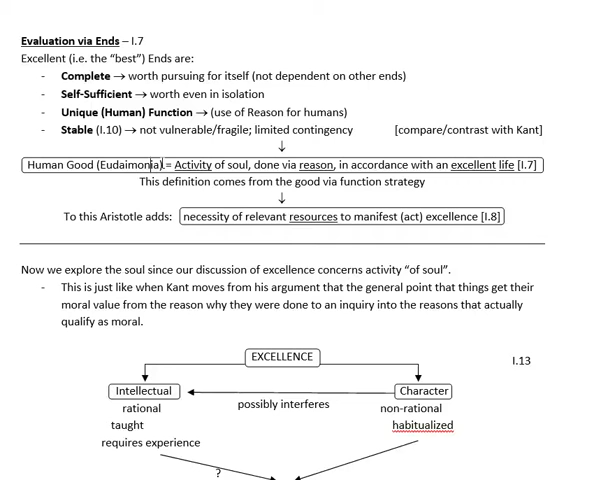 Evaluation via Ends – I.7
Excellent (i.e. the “best”) Ends are:
- Complete → worth pursuing for itself (not dependent on other ends)
- Self-Sufficient → worth even in isolation
- Unique (Human) Function → (use of Reason for humans)
- Stable (I.10) → not vulnerable/fragile; limited contingency [compare/contrast with Kant]
↓
Human Good (Eudaimonia) = Activity of soul, done via reason, in accordance with an excellent life [I.7]
This definition comes from the good via function strategy
↓
To this Aristotle adds: necessity of relevant resources to manifest (act) excellence [I.8]
Now we explore the soul since our discussion of excellence concerns activity “of soul”.
- This is just like when Kant moves from his argument that the general point that things get their
moral value from the reason why they were done to an inquiry into the reasons that actually
qualify as moral.
EXCELLENCE I.13
Intellectual Character
possibly interferes
rational non-rational
taught habitualized
requires experience
?